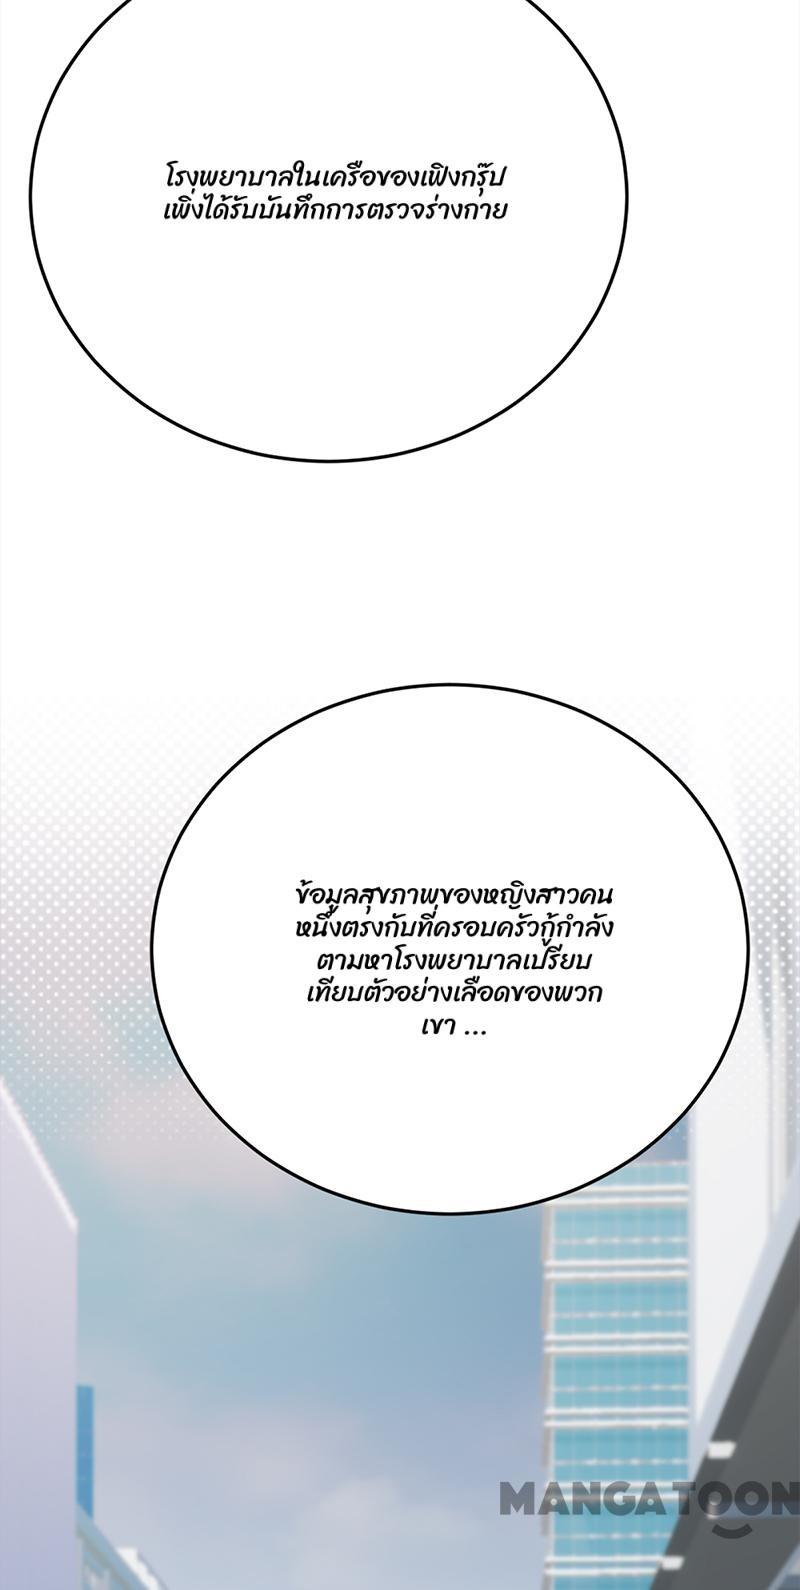 โรงพยาบาลในเครือของเฟิงกรุ๊ป
เพิ่งได้รับบันทึกการตรวจร่างกาย
ข้อมูลสุขภาพของหญิงสาวคน
หนึ่งตรงกับที่ครอบครัวกู้กำลัง
ตามหาโรงพยาบาลเปรียบ
เทียบตัวอย่างเลือดของพวก
เขา ...
MANGATOON